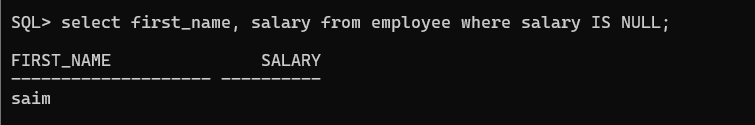 SQL> select first_name, salary from employee where salary IS NULL;
FIRST_NAME               SALARY
-------------------- ----------
saim